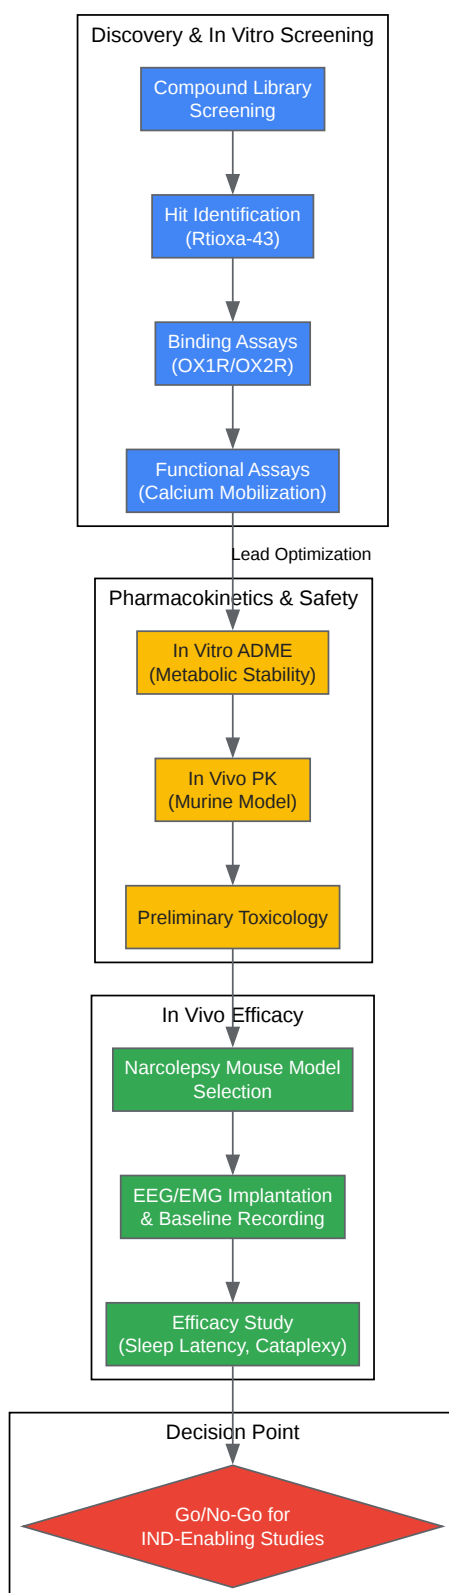 Discovery & In Vitro Screening
Compound Library
Screening
Hit Identification
(Rtioxa-43)
Binding Assays
(OX1R/OX2R)
Functional Assays
(Calcium Mobilization)
Lead Optimization
Pharmacokinetics & Safety
In Vitro ADME
(Metabolic Stability)
In Vivo PK
(Murine Model)
Preliminary Toxicology
In Vivo Efficacy
Narcolepsy Mouse Model
Selection
EEG/EMG Implantation
& Baseline Recording
Efficacy Study
(Sleep Latency, Cataplexy)
Decision Point
Go/No-Go for
IND-Enabling Studies